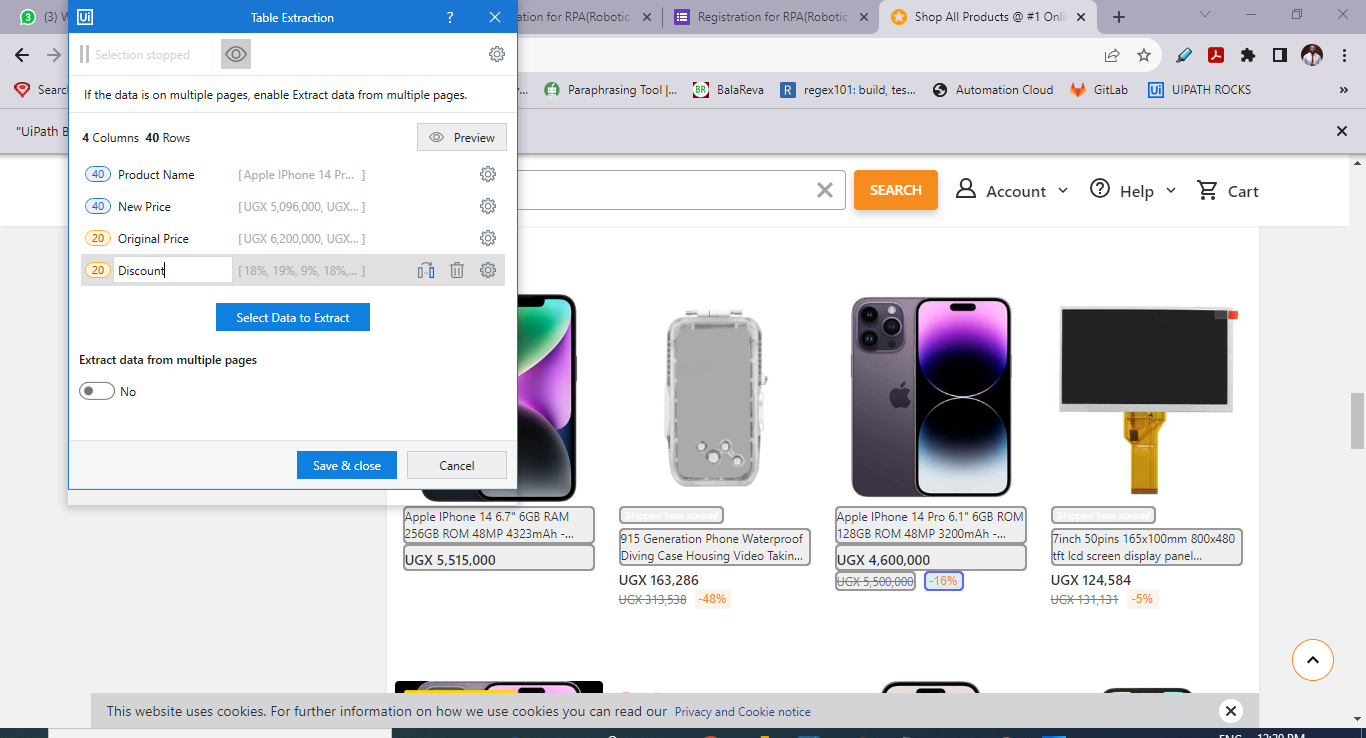 (3) W
Table Extraction
?
ation for RPA(Robotic
Registration for RPA(Robotic
Shop All Products @ #1 Onlin
Selection stopped
Searc
Paraphrasing Tool |...
BR
BalaReva
R
regex101: build, tes...
Automation Cloud
GitLab
Ui
UIPATH ROCKS
»
If the data is on multiple pages, enable Extract data from multiple pages.
"UiPath B
4 Columns 40 Rows
Preview
40 Product Name [ Apple IPhone 14 Pr... ]
40 New Price [ UGX 5,096,000, UGX... ]
20 Original Price [ UGX 6,200,000, UGX... ]
20 Discount [ 18%, 19%, 9%, 18%,... ]
Select Data to Extract
Extract data from multiple pages
No
Save & close
Cancel
SEARCH
Account
Help
Cart
Apple IPhone 14 6.7" 6GB RAM
256GB ROM 48MP 4323mAh -...
UGX 5,515,000
Shipped from abroad
915 Generation Phone Waterproof
Diving Case Housing Video Takin...
UGX 163,286
UGX 313,538 -48%
Apple IPhone 14 Pro 6.1" 6GB ROM
128GB ROM 48MP 3200mAh -...
UGX 4,600,000
UGX 5,500,000 -16%
Shipped from abroad
7inch 50pins 165x100mm 800x480
tft lcd screen display panel...
UGX 124,584
UGX 131,131 -5%
This website uses cookies. For further information on how we use cookies you can read our Privacy and Cookie notice
ENG 12:20 PM